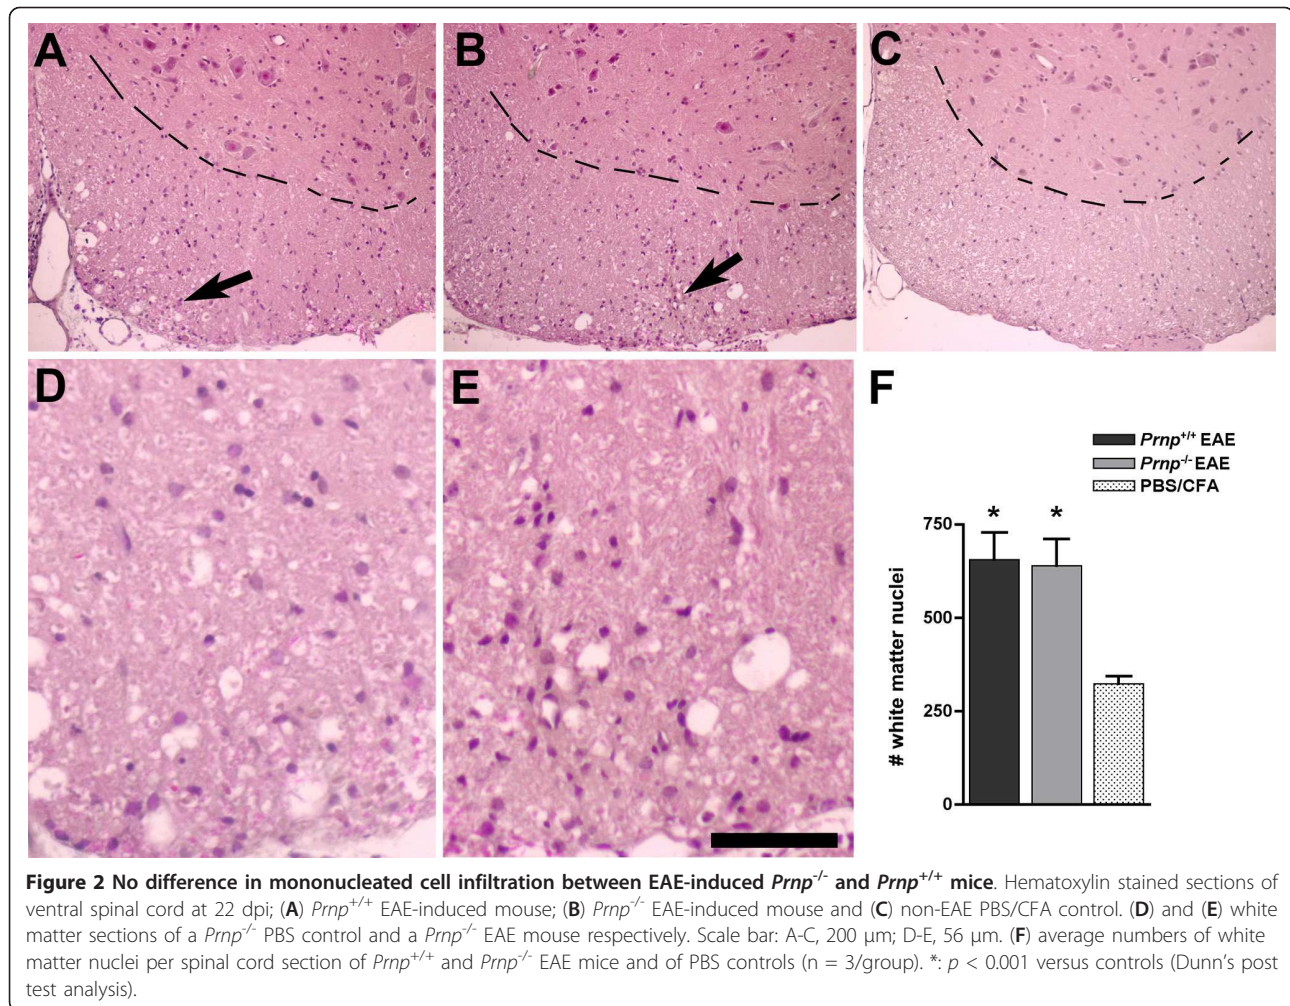 A
B
C
D
E
F
Prnp+/+ EAE
Prnp-/- EAE
PBS/CFA
* *
750
500
250
0
# white matter nuclei
Figure 2 No difference in mononucleated cell infiltration between EAE-induced Prnp-/- and Prnp+/+ mice. Hematoxylin stained sections of
ventral spinal cord at 22 dpi; (A) Prnp+/+ EAE-induced mouse; (B) Prnp-/- EAE-induced mouse and (C) non-EAE PBS/CFA control. (D) and (E) white
matter sections of a Prnp-/- PBS control and a Prnp-/- EAE mouse respectively. Scale bar: A-C, 200 μm; D-E, 56 μm. (F) average numbers of white
matter nuclei per spinal cord section of Prnp+/+ and Prnp-/- EAE mice and of PBS controls (n = 3/group). *: p < 0.001 versus controls (Dunn's post
test analysis).